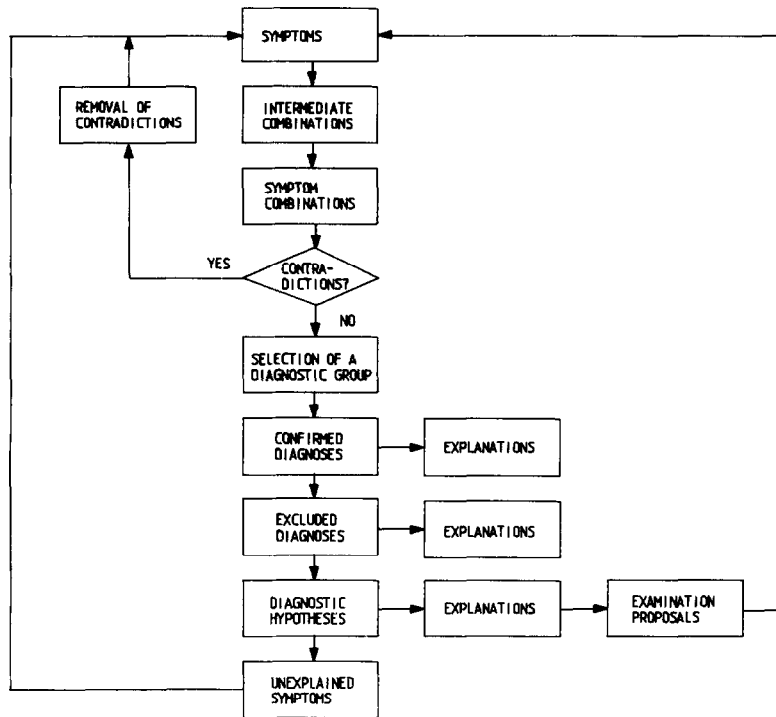 SYMPTOMS
REMOVAL OF
CONTRADICTIONS
INTERMEDIATE
COMBINATIONS
SYMPTOM
COMBINATIONS
YES
CONTRA-
DICTIONS?
NO
SELECTION OF A
DIAGNOSTIC GROUP
CONFIRMED
DIAGNOSES
EXPLANATIONS
EXCLUDED
DIAGNOSES
EXPLANATIONS
DIAGNOSTIC
HYPOTHESES
EXPLANATIONS
EXAMINATION
PROPOSALS
UNEXPLAINED
SYMPTOMS